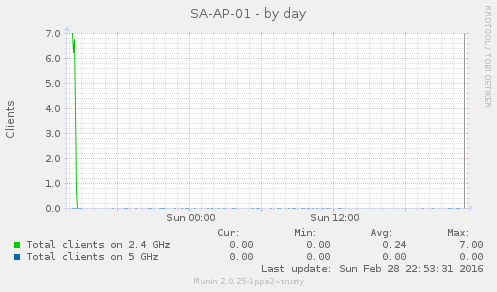 SA-AP-01 - by day
RRDTOOL / TOBI OETIKER
Clients
7.0
6.0
5.0
4.0
3.0
2.0
1.0
0.0
Sun 00:00 Sun 12:00
Cur: Min: Avg: Max:
Total clients on 2.4 GHz 0.00 0.00 0.24 7.00
Total clients on 5 GHz 0.00 0.00 0.00 0.00
Last update: Sun Feb 28 22:53:31 2016
Munin 2.0.25-1ppa2~trusty